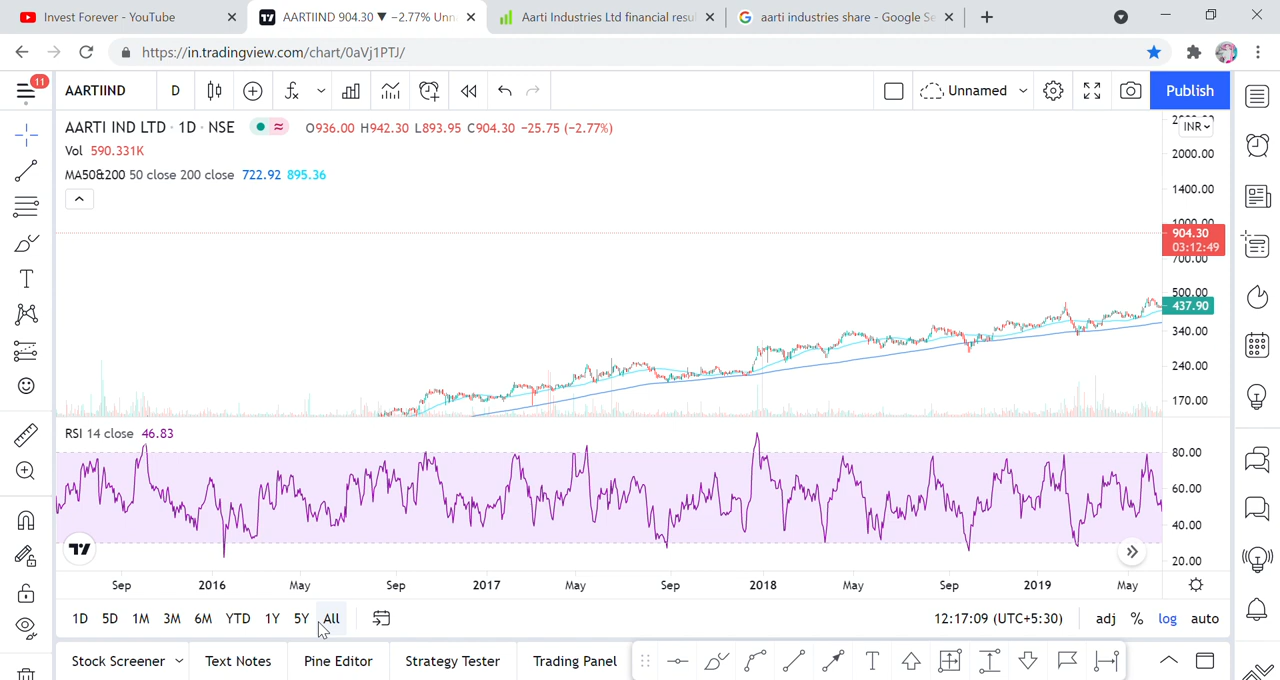 Invest Forever - YouTube
AARTIIND 904.30 ▼ −2.77% Unn
Aarti Industries Ltd financial resu
aarti industries share - Google Se
https://in.tradingview.com/chart/0aVj1PTJ/
11
AARTIIND
D
Unnamed
Publish
AARTI IND LTD · 1D · NSE
O936.00 H942.30 L893.95 C904.30 −25.75 (−2.77%)
Vol 590.331K
MA50&200 50 close 200 close 722.92 895.36
INR
2000.00
1400.00
1000.00
904.30
03:12:49
700.00
500.00
437.90
340.00
240.00
170.00
RSI 14 close 46.83
80.00
60.00
40.00
20.00
Sep 2016 May Sep 2017 May Sep 2018 May Sep 2019 May
1D 5D 1M 3M 6M YTD 1Y 5Y All
12:17:09 (UTC+5:30) adj % log auto
Stock Screener Text Notes Pine Editor Strategy Tester Trading Panel